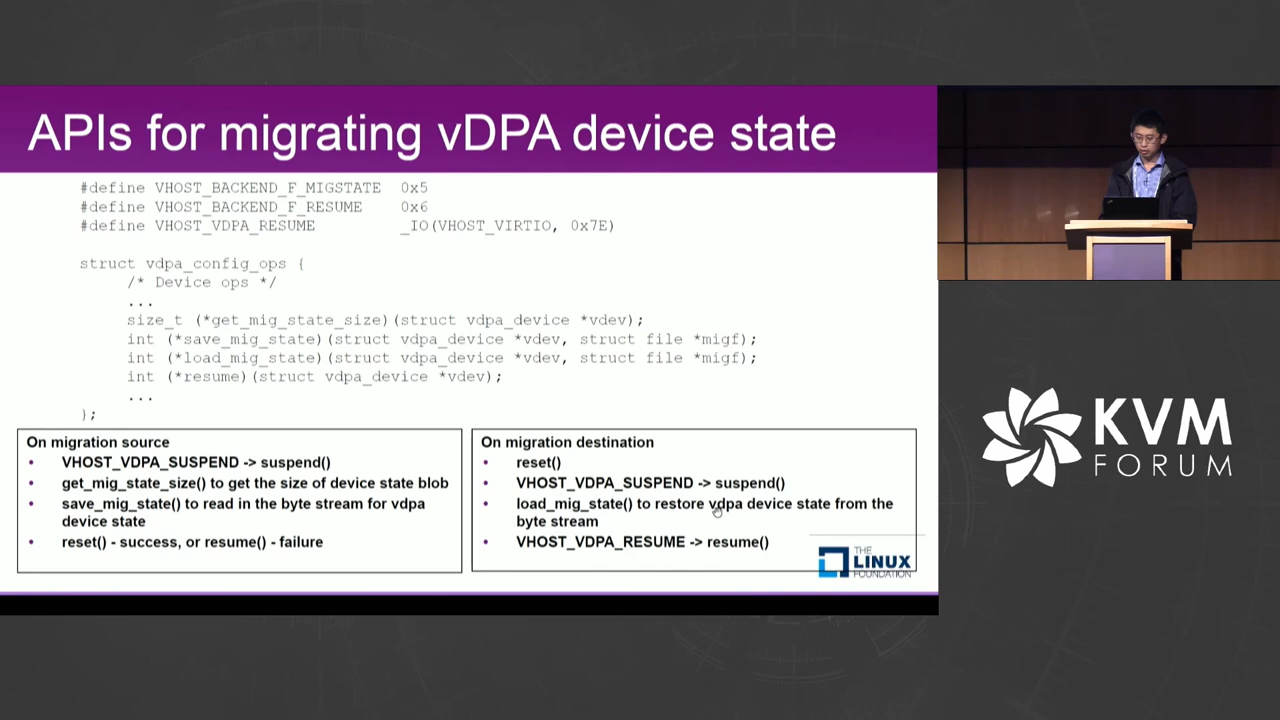 APIs for migrating vDPA device state
#define VHOST_BACKEND_F_MIGSTATE 0x5
#define VHOST_BACKEND_F_RESUME 0x6
#define VHOST_VDPA_RESUME _IO(VHOST_VIRTIO, 0x7E)
struct vdpa_config_ops {
/* Device ops */
...
size_t (*get_mig_state_size)(struct vdpa_device *vdev);
int (*save_mig_state)(struct vdpa_device *vdev, struct file *migf);
int (*load_mig_state)(struct vdpa_device *vdev, struct file *migf);
int (*resume)(struct vdpa_device *vdev);
...
};
On migration source
• VHOST_VDPA_SUSPEND -> suspend()
• get_mig_state_size() to get the size of device state blob
• save_mig_state() to read in the byte stream for vdpa
device state
• reset() - success, or resume() - failure
On migration destination
• reset()
• VHOST_VDPA_SUSPEND -> suspend()
• load_mig_state() to restore vdpa device state from the
byte stream
• VHOST_VDPA_RESUME -> resume()
THE
LINUX
FOUNDATION
KVM
FORUM